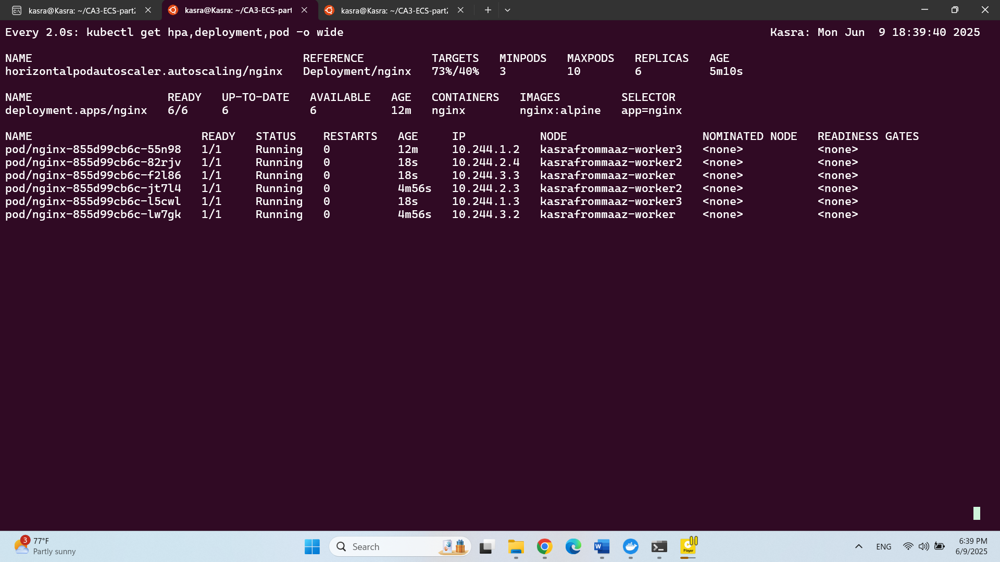 kasra@Kasra: ~/CA3-ECS-part2
kasra@Kasra: ~/CA3-ECS-part
kasra@Kasra: ~/CA3-ECS-part2
Every 2.0s: kubectl get hpa,deployment,pod -o wide Kasra: Mon Jun  9 18:39:40 2025
NAME REFERENCE TARGETS MINPODS MAXPODS REPLICAS AGE
horizontalpodautoscaler.autoscaling/nginx Deployment/nginx 73%/40% 3 10 6 5m10s
NAME READY UP-TO-DATE AVAILABLE AGE CONTAINERS IMAGES SELECTOR
deployment.apps/nginx 6/6 6 6 12m nginx nginx:alpine app=nginx
NAME READY STATUS RESTARTS AGE IP NODE NOMINATED NODE READINESS GATES
pod/nginx-855d99cb6c-55n98 1/1 Running 0 12m 10.244.1.2 kasrafrommaaz-worker3 <none> <none>
pod/nginx-855d99cb6c-82rjv 1/1 Running 0 18s 10.244.2.4 kasrafrommaaz-worker2 <none> <none>
pod/nginx-855d99cb6c-f2l86 1/1 Running 0 18s 10.244.3.3 kasrafrommaaz-worker <none> <none>
pod/nginx-855d99cb6c-jt7l4 1/1 Running 0 4m56s 10.244.2.3 kasrafrommaaz-worker2 <none> <none>
pod/nginx-855d99cb6c-l5cwl 1/1 Running 0 18s 10.244.1.3 kasrafrommaaz-worker3 <none> <none>
pod/nginx-855d99cb6c-lw7gk 1/1 Running 0 4m56s 10.244.3.2 kasrafrommaaz-worker <none> <none>
3
77°F
Partly sunny
Search
W
Player
ENG
6:39 PM
6/9/2025